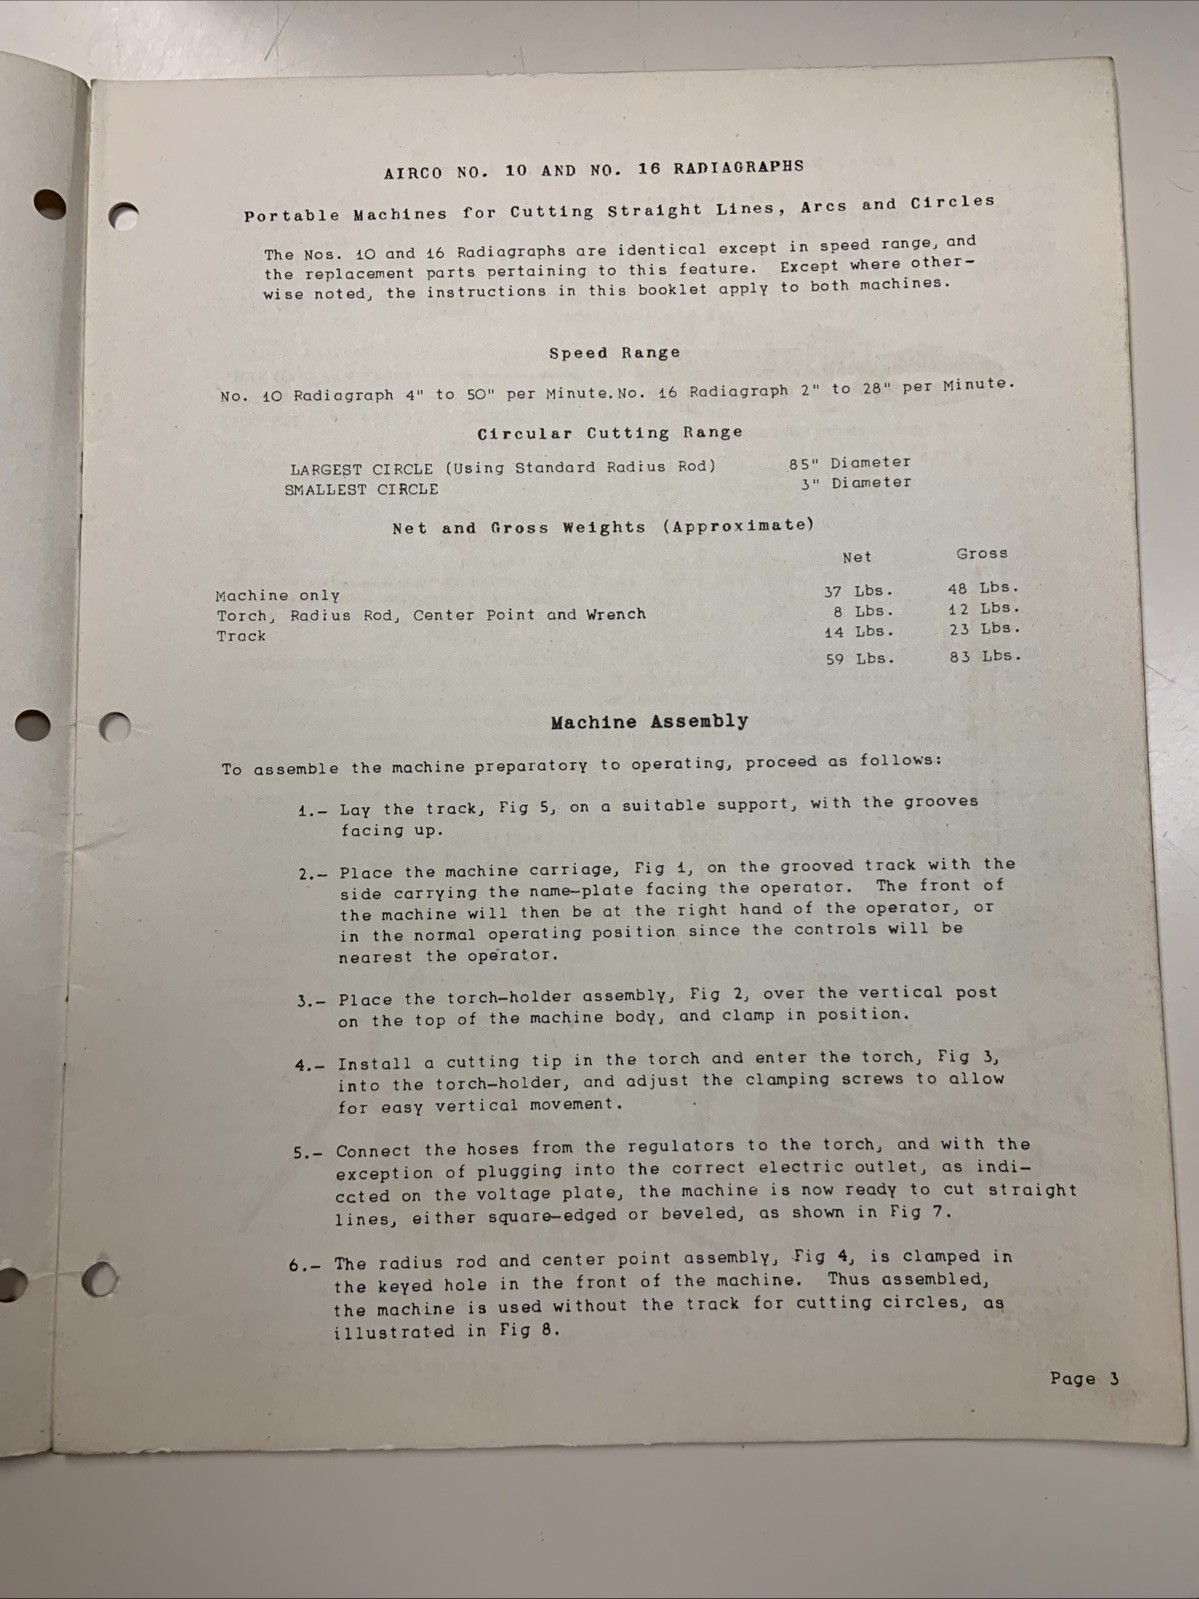 AIRCO NO. 10 AND NO. 16 RADIAGRAPHS
Portable Machines for Cutting Straight Lines, Arcs and Circles
The Nos. 10 and 16 Radiagraphs are identical except in speed range, and
the replacement parts pertaining to this feature. Except where other-
wise noted, the instructions in this booklet apply to both machines.
Speed Range
No. 10 Radiagraph 4" to 50" per Minute. No. 16 Radiagraph 2" to 28" per Minute.
Circular Cutting Range
LARGEST CIRCLE (Using Standard Radius Rod) 85" Diameter
SMALLEST CIRCLE 3" Diameter
Net and Gross Weights (Approximate)
Net Gross
Machine only 37 Lbs. 48 Lbs.
Torch, Radius Rod, Center Point and Wrench 8 Lbs. 12 Lbs.
Track 14 Lbs. 23 Lbs.
59 Lbs. 83 Lbs.
Machine Assembly
To assemble the machine preparatory to operating, proceed as follows:
1.- Lay the track, Fig 5, on a suitable support, with the grooves
facing up.
2.- Place the machine carriage, Fig 1, on the grooved track with the
side carrying the name-plate facing the operator. The front of
the machine will then be at the right hand of the operator, or
in the normal operating position since the controls will be
nearest the operator.
3.- Place the torch-holder assembly, Fig 2, over the vertical post
on the top of the machine body, and clamp in position.
4.- Install a cutting tip in the torch and enter the torch, Fig 3,
into the torch-holder, and adjust the clamping screws to allow
for easy vertical movement.
5.- Connect the hoses from the regulators to the torch, and with the
exception of plugging into the correct electric outlet, as indi-
ccted on the voltage plate, the machine is now ready to cut straight
lines, either square-edged or beveled, as shown in Fig 7.
6.- The radius rod and center point assembly, Fig 4, is clamped in
the keyed hole in the front of the machine. Thus assembled,
the machine is used without the track for cutting circles, as
illustrated in Fig 8.
Page 3